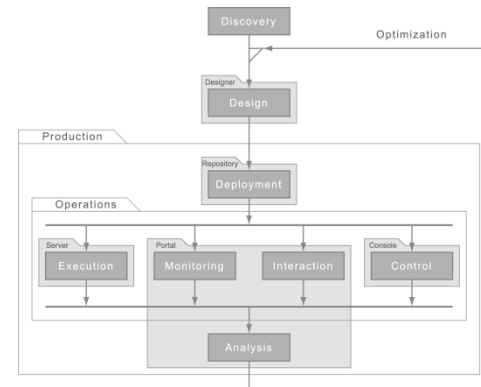 Discovery
Optimization
Designer
Design
Production
Repository
Deployment
Operations
Server
Portal
Console
Execution
Monitoring
Interaction
Control
Analysis